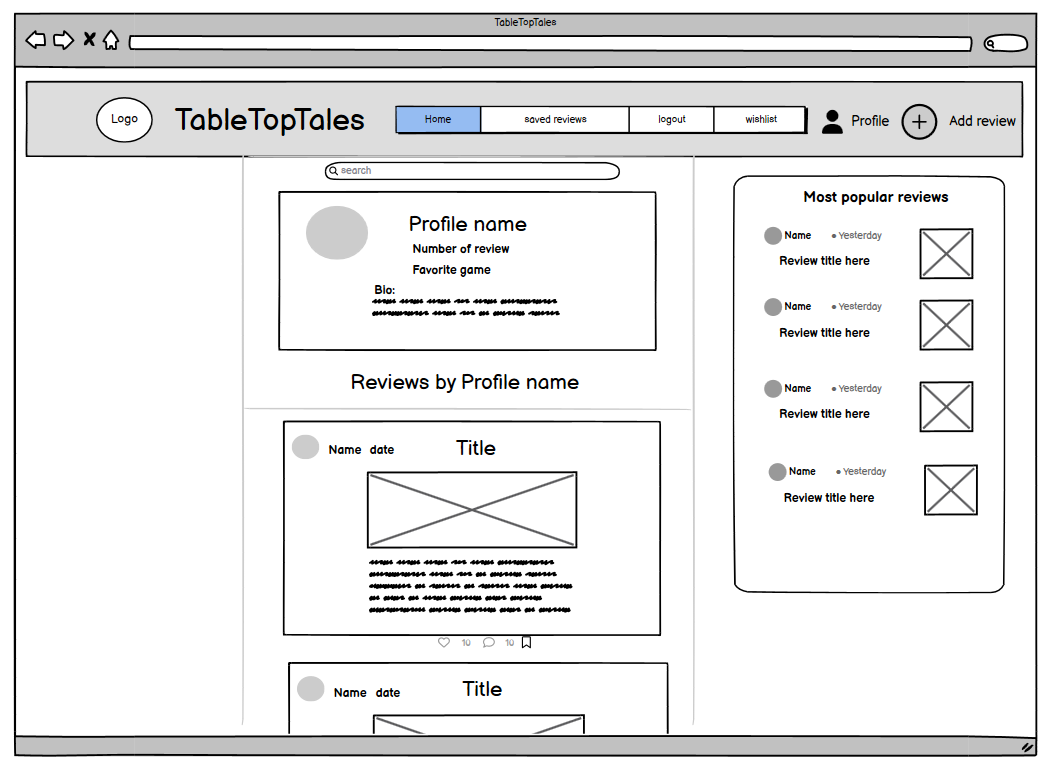 TableTopTales
Logo
TableTopTales
Home saved reviews logout wishlist
Profile
Add review
search
Profile name
Number of review
Favorite game
Bio:
Reviews by Profile name
Name date Title
10 10
Name date Title
Most popular reviews
Name • Yesterday
Review title here
Name • Yesterday
Review title here
Name • Yesterday
Review title here
Name • Yesterday
Review title here